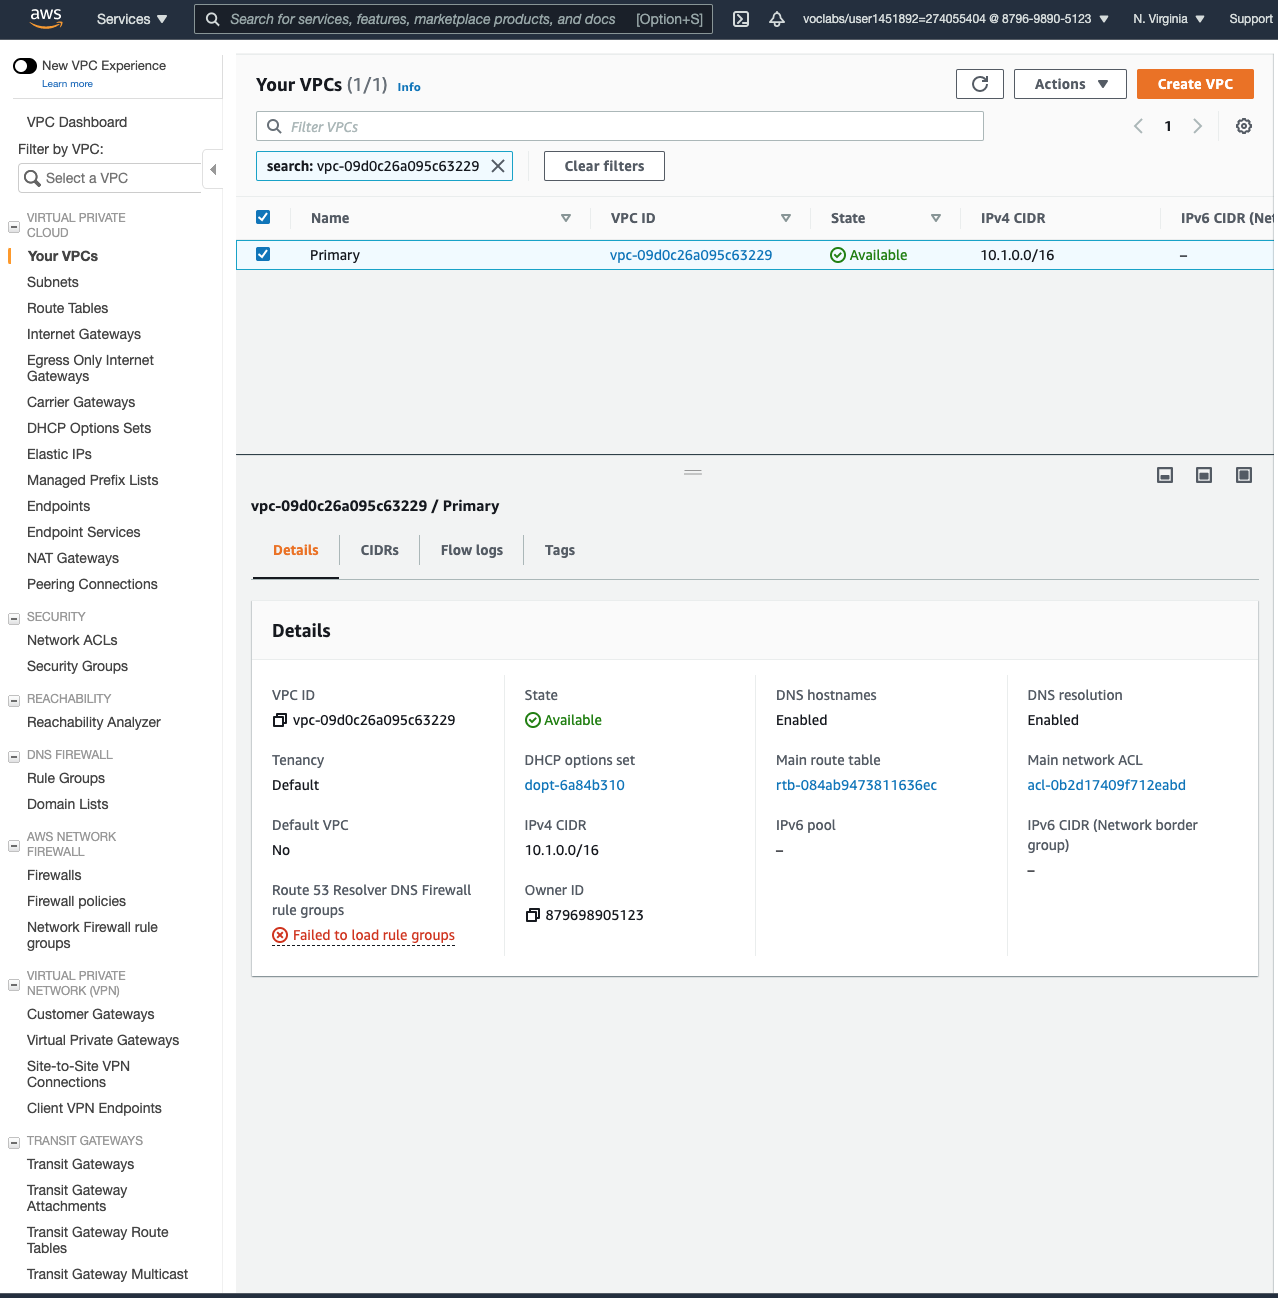 aws
Services
Search for services, features, marketplace products, and docs [Option+S]
voclabs/user1451892=274055404 @ 8796-9890-5123
N. Virginia
Support
New VPC Experience
Learn more
VPC Dashboard
Filter by VPC:
Select a VPC
VIRTUAL PRIVATE
CLOUD
Your VPCs
Subnets
Route Tables
Internet Gateways
Egress Only Internet
Gateways
Carrier Gateways
DHCP Options Sets
Elastic IPs
Managed Prefix Lists
Endpoints
Endpoint Services
NAT Gateways
Peering Connections
SECURITY
Network ACLs
Security Groups
REACHABILITY
Reachability Analyzer
DNS FIREWALL
Rule Groups
Domain Lists
AWS NETWORK
FIREWALL
Firewalls
Firewall policies
Network Firewall rule
groups
VIRTUAL PRIVATE
NETWORK (VPN)
Customer Gateways
Virtual Private Gateways
Site-to-Site VPN
Connections
Client VPN Endpoints
TRANSIT GATEWAYS
Transit Gateways
Transit Gateway
Attachments
Transit Gateway Route
Tables
Transit Gateway Multicast
Your VPCs (1/1) Info
Actions
Create VPC
Filter VPCs
1
search: vpc-09d0c26a095c63229
Clear filters
Name VPC ID State IPv4 CIDR IPv6 CIDR (Net
Primary vpc-09d0c26a095c63229 Available 10.1.0.0/16 –
vpc-09d0c26a095c63229 / Primary
Details CIDRs Flow logs Tags
Details
VPC ID
vpc-09d0c26a095c63229
State
Available
DNS hostnames
Enabled
DNS resolution
Enabled
Tenancy
Default
DHCP options set
dopt-6a84b310
Main route table
rtb-084ab9473811636ec
Main network ACL
acl-0b2d17409f712eabd
Default VPC
No
IPv4 CIDR
10.1.0.0/16
IPv6 pool
–
IPv6 CIDR (Network border
group)
–
Route 53 Resolver DNS Firewall
rule groups
Failed to load rule groups
Owner ID
879698905123